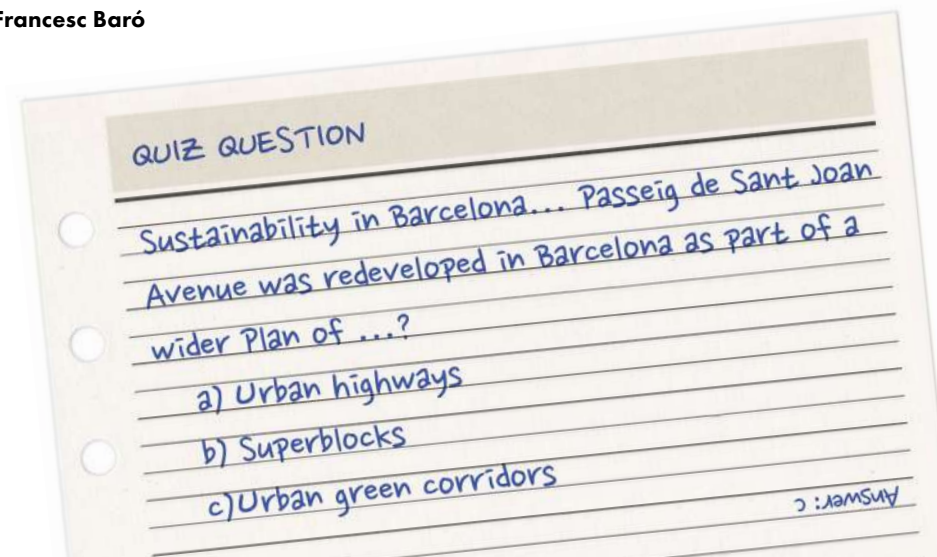 Francesc Baró
QUIZ QUESTION
Sustainability in Barcelona... Passeig de Sant Joan
Avenue was redeveloped in Barcelona as part of a
wider Plan of ...?
a) Urban highways
b) Superblocks
c) Urban green corridors
Answer: c